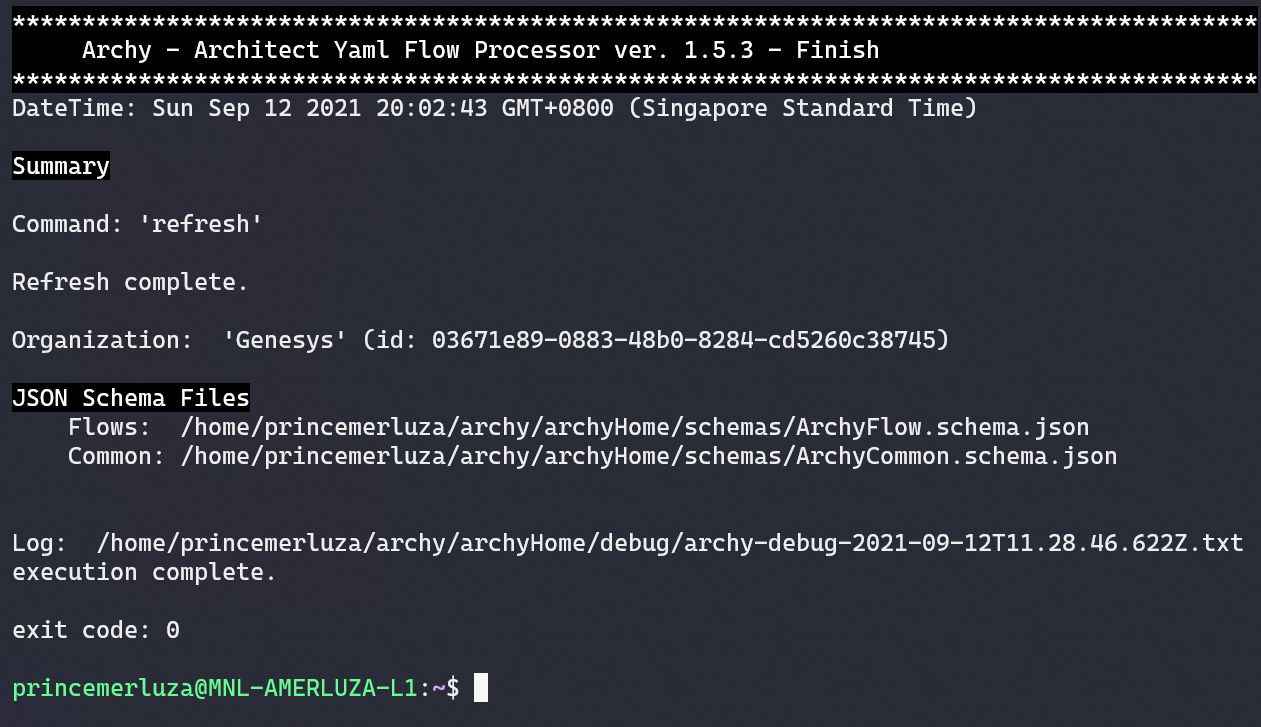 *****************************************************************************************
Archy - Architect Yaml Flow Processor ver. 1.5.3 - Finish
*****************************************************************************************
DateTime: Sun Sep 12 2021 20:02:43 GMT+0800 (Singapore Standard Time)
Summary
Command: 'refresh'
Refresh complete.
Organization:  'Genesys' (id: 03671e89-0883-48b0-8284-cd5260c38745)
JSON Schema Files
Flows:  /home/princemerluza/archy/archyHome/schemas/ArchyFlow.schema.json
Common: /home/princemerluza/archy/archyHome/schemas/ArchyCommon.schema.json
Log:  /home/princemerluza/archy/archyHome/debug/archy-debug-2021-09-12T11.28.46.622Z.txt
execution complete.
exit code: 0
princemerluza@MNL-AMERLUZA-L1:~$